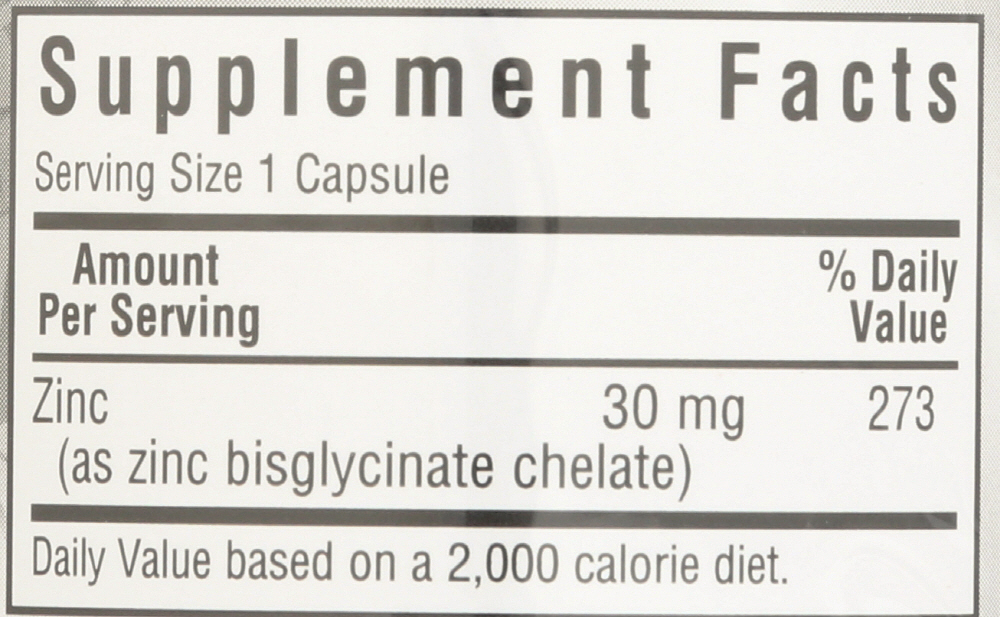 Supplement Facts
Serving Size 1 Capsule
Amount
Per Serving
% Daily
Value
Zinc 30 mg 273
(as zinc bisglycinate chelate)
Daily Value based on a 2,000 calorie diet.